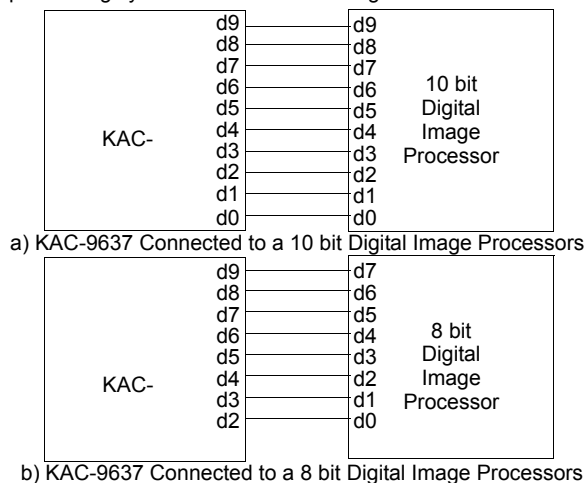 KAC-
d9
d8
d7
d6
d5
d4
d3
d2
d1
d0
d9
d8
d7
d6
d5
d4
d3
d2
d1
d0
10 bit
Digital
Image
Processor
a) KAC-9637 Connected to a 10 bit Digital Image Processors
KAC-
d9
d8
d7
d6
d5
d4
d3
d2
d7
d6
d5
d4
d3
d2
d1
d0
8 bit
Digital
Image
Processor
b) KAC-9637 Connected to a 8 bit Digital Image Processors